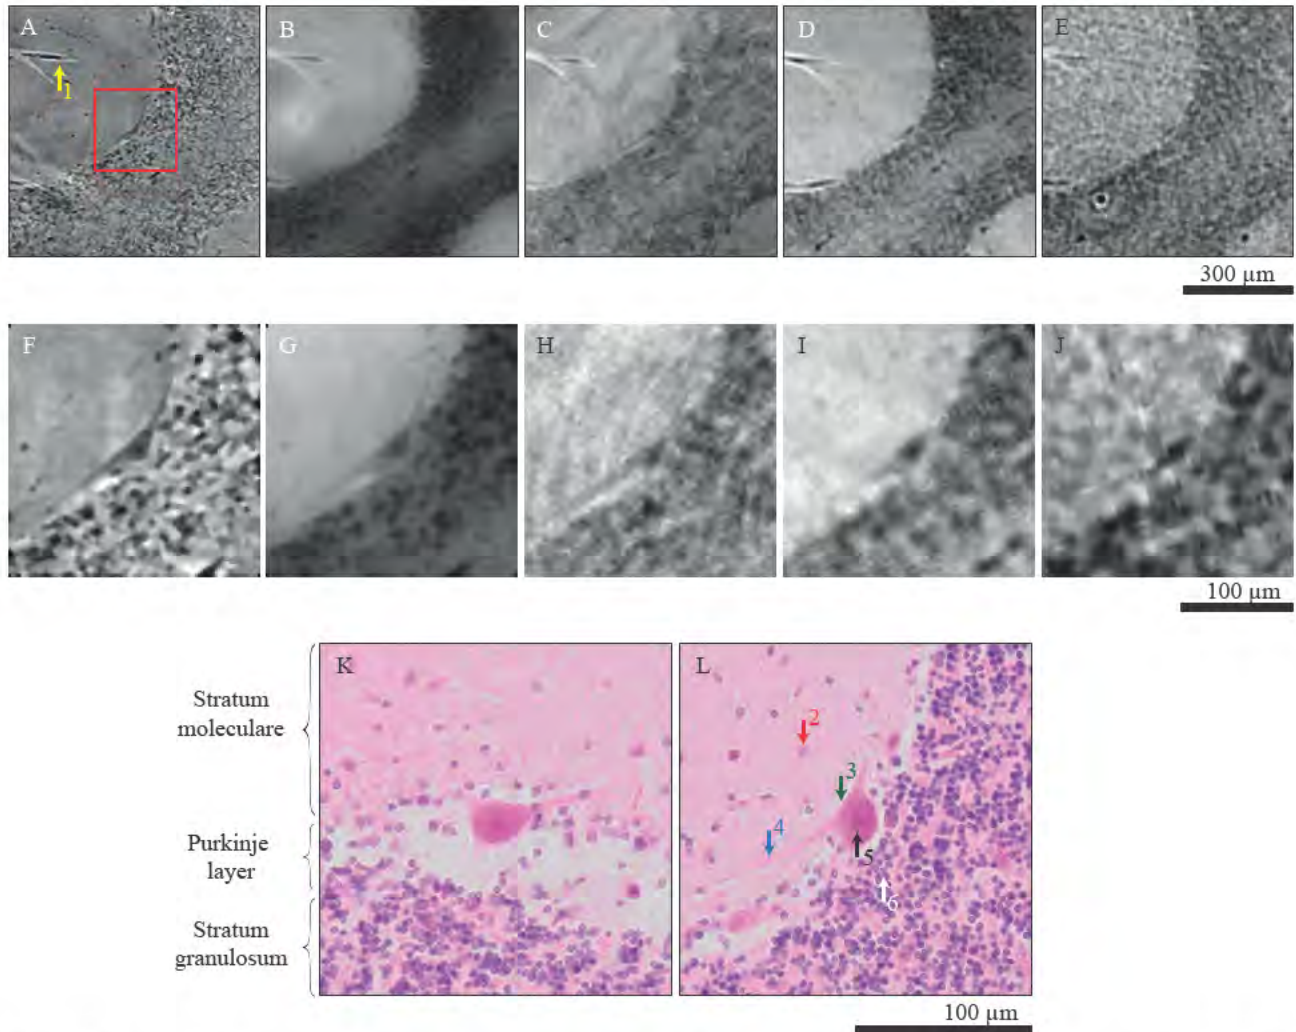 A
B
C
D
E
1
300 µm
F
G
H
I
J
100 µm
K
L
Stratum
moleculare
Purkinje
layer
Stratum
granulosum
2
3
4
5
6
100 µm